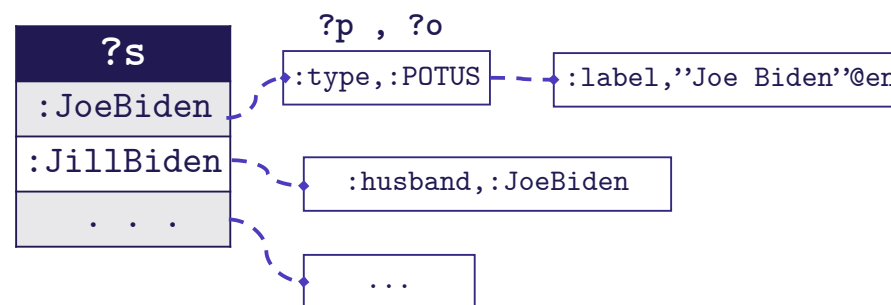 ?p , ?o
?s
:type,:POTUS
:label,”Joe Biden”@en
:JoeBiden
:JillBiden
:husband,:JoeBiden
. . .
...